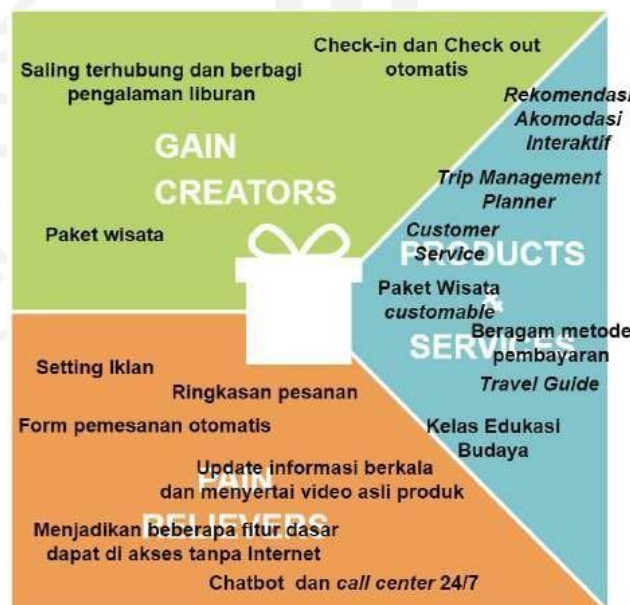 Check-in dan Check out
otomatis
Saling terhubung dan berbagi
pengalaman liburan
GAIN
CREATORS
Paket wisata
Rekomendasi
Akomodasi
Interaktif
Trip Management
Planner
Customer
Service
PRODUCTS
&
SERVICES
Paket Wisata
customable
Beragam metode
pembayaran
Travel Guide
Kelas Edukasi
Budaya
Setting Iklan
Ringkasan pesanan
Form pemesanan otomatis
Update informasi berkala
dan menyertai video asli produk
PAIN
RELIEVERS
Menjadikan beberapa fitur dasar
dapat di akses tanpa Internet
Chatbot dan call center 24/7